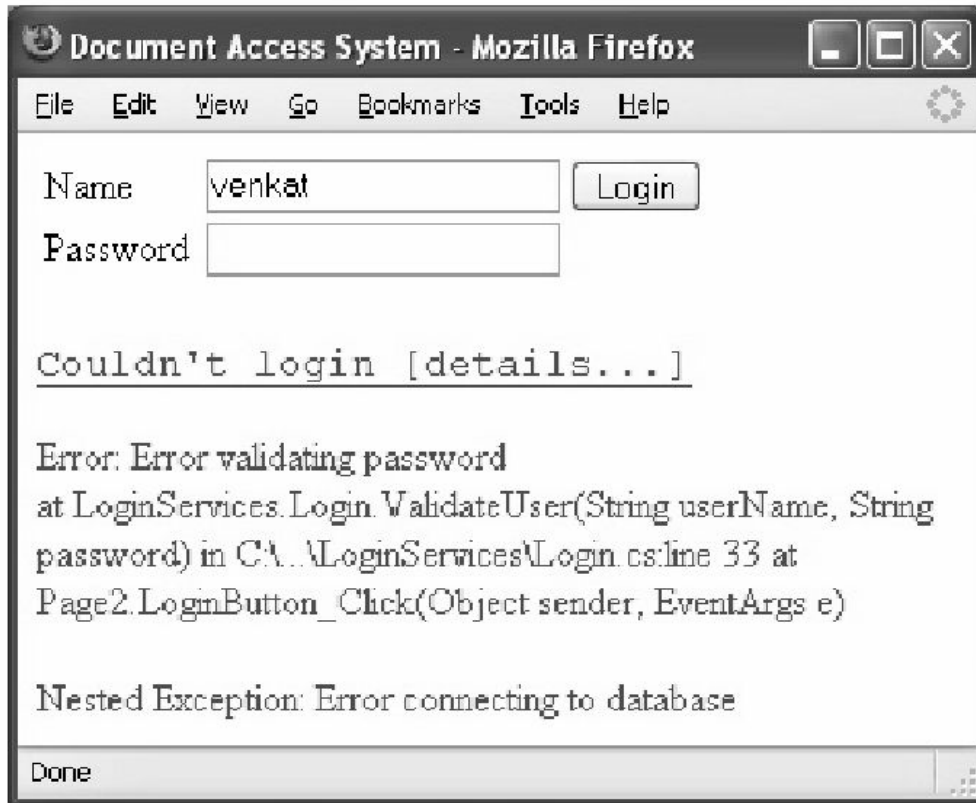 Document Access System - Mozilla Firefox
File Edit View Go Bookmarks Tools Help
Name venkat Login
Password
Couldn't login [details...]
Error: Error validating password
at LoginServices.Login.ValidateUser(String userName, String
password) in C:\...\LoginServices\Login.cs:line 33 at
Page2.LoginButton_Click(Object sender, EventArgs e)
Nested Exception: Error connecting to database
Done